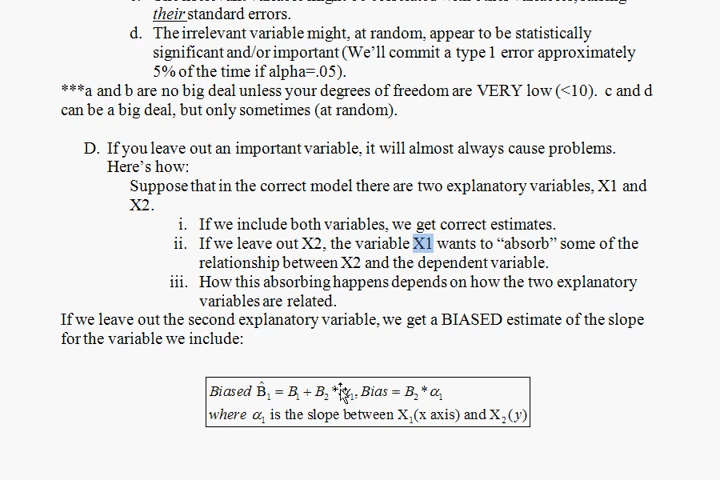 their standard errors.
d. The irrelevant variable might, at random, appear to be statistically
significant and/or important (We'll commit a type 1 error approximately
5% of the time if alpha=.05).
***a and b are no big deal unless your degrees of freedom are VERY low (<10). c and d
can be a big deal, but only sometimes (at random).
D. If you leave out an important variable, it will almost always cause problems.
Here's how:
Suppose that in the correct model there are two explanatory variables, X1 and
X2.
i. If we include both variables, we get correct estimates.
ii. If we leave out X2, the variable X1 wants to “absorb” some of the
relationship between X2 and the dependent variable.
iii. How this absorbing happens depends on how the two explanatory
variables are related.
If we leave out the second explanatory variable, we get a BIASED estimate of the slope
for the variable we include:
Biased B̂₁ = B₁ + B₂ * α₁, Bias = B₂ * α₁
where α₁ is the slope between X₁(x axis) and X₂(y)